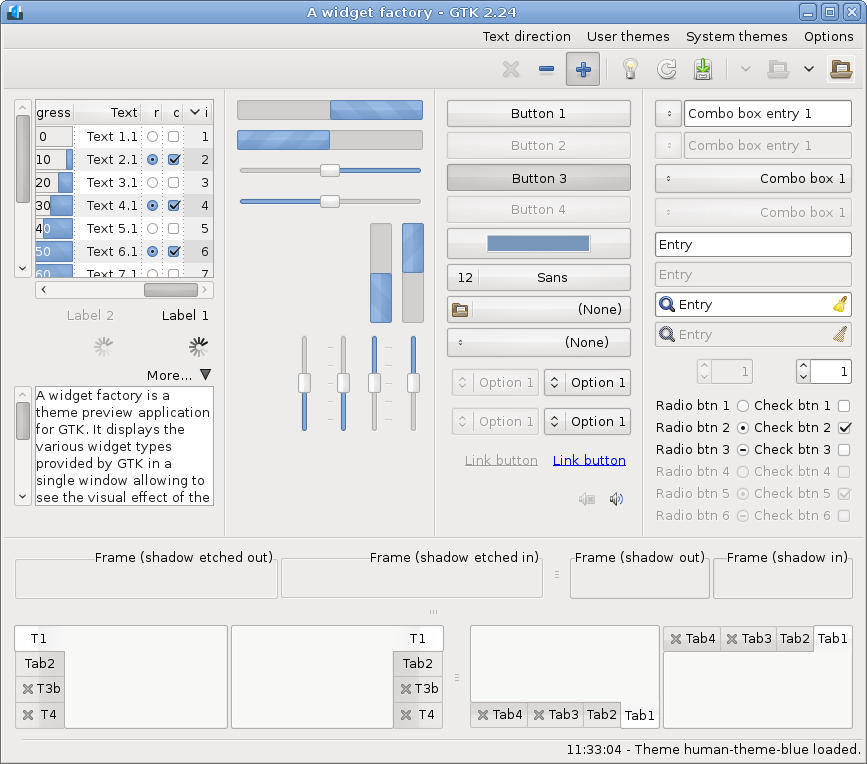 A widget factory - GTK 2.24
Text direction User themes System themes Options
gress Text r c i
0 Text 1.1 1
10 Text 2.1 2
20 Text 3.1 3
30 Text 4.1 4
40 Text 5.1 5
50 Text 6.1 6
60 Text 7.1 7
Label 2 Label 1
More...
A widget factory is a
theme preview application
for GTK. It displays the
various widget types
provided by GTK in a
single window allowing to
see the visual effect of the
Button 1
Button 2
Button 3
Button 4
12 Sans
(None)
(None)
Option 1 Option 1
Option 1 Option 1
Link button Link button
Combo box entry 1
Combo box entry 1
Combo box 1
Combo box 1
Entry
Entry
Entry
Entry
1 1
Radio btn 1 Check btn 1
Radio btn 2 Check btn 2
Radio btn 3 Check btn 3
Radio btn 4 Check btn 4
Radio btn 5 Check btn 5
Radio btn 6 Check btn 6
Frame (shadow etched out) Frame (shadow etched in) Frame (shadow out) Frame (shadow in)
T1
Tab2
T3b
T4
T1
Tab2
T3b
T4
Tab4 Tab3 Tab2 Tab1
Tab4 Tab3 Tab2 Tab1
11:33:04 - Theme human-theme-blue loaded.